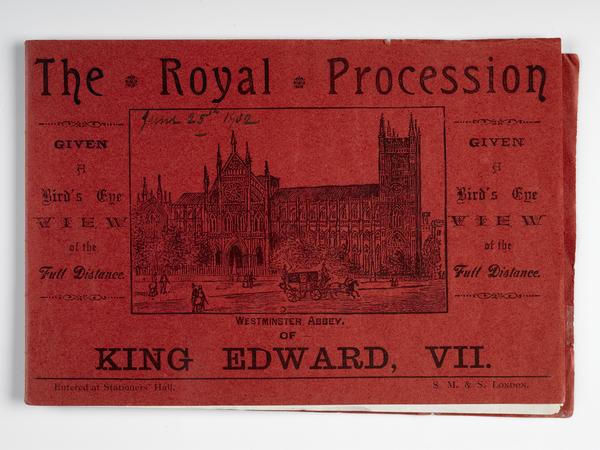 The Royal Procession
June 25th 1902
GIVEN
A
Bird's Eye
VIEW
of the
Full Distance.
GIVEN
A
Bird's Eye
VIEW
of the
Full Distance.
WESTMINSTER ABBEY.
OF
KING EDWARD, VII.
Entered at Stationers' Hall.
S. M. & S. LONDON.